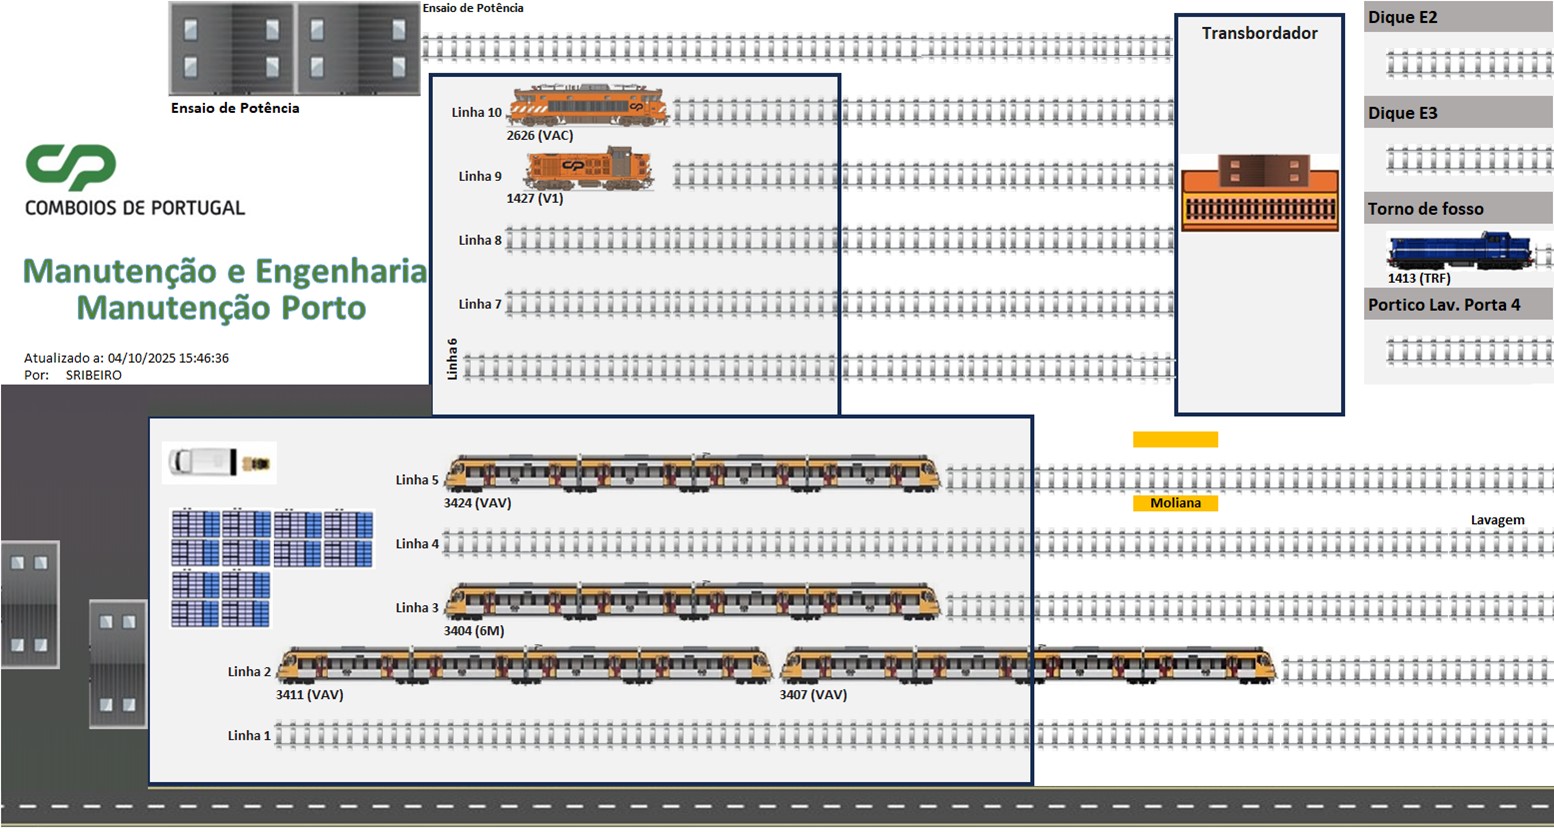 Ensaio de Potência
Transbordador
Dique E2
Linha 10
2626 (VAC)
Ensaio de Potência
Dique E3
CP
COMBOIOS DE PORTUGAL
Linha 9
1427 (V1)
Torno de fosso
1413 (TRF)
Linha 8
Manutenção e Engenharia
Manutenção Porto
Linha 7
Portico Lav. Porta 4
Atualizado a: 04/10/2025 15:46:36
Por: SRIBEIRO
Linha 6
Linha 5
3424 (VAV)
Moliana
Lavagem
Linha 4
Linha 3
3404 (6M)
Linha 2
3411 (VAV)
3407 (VAV)
Linha 1